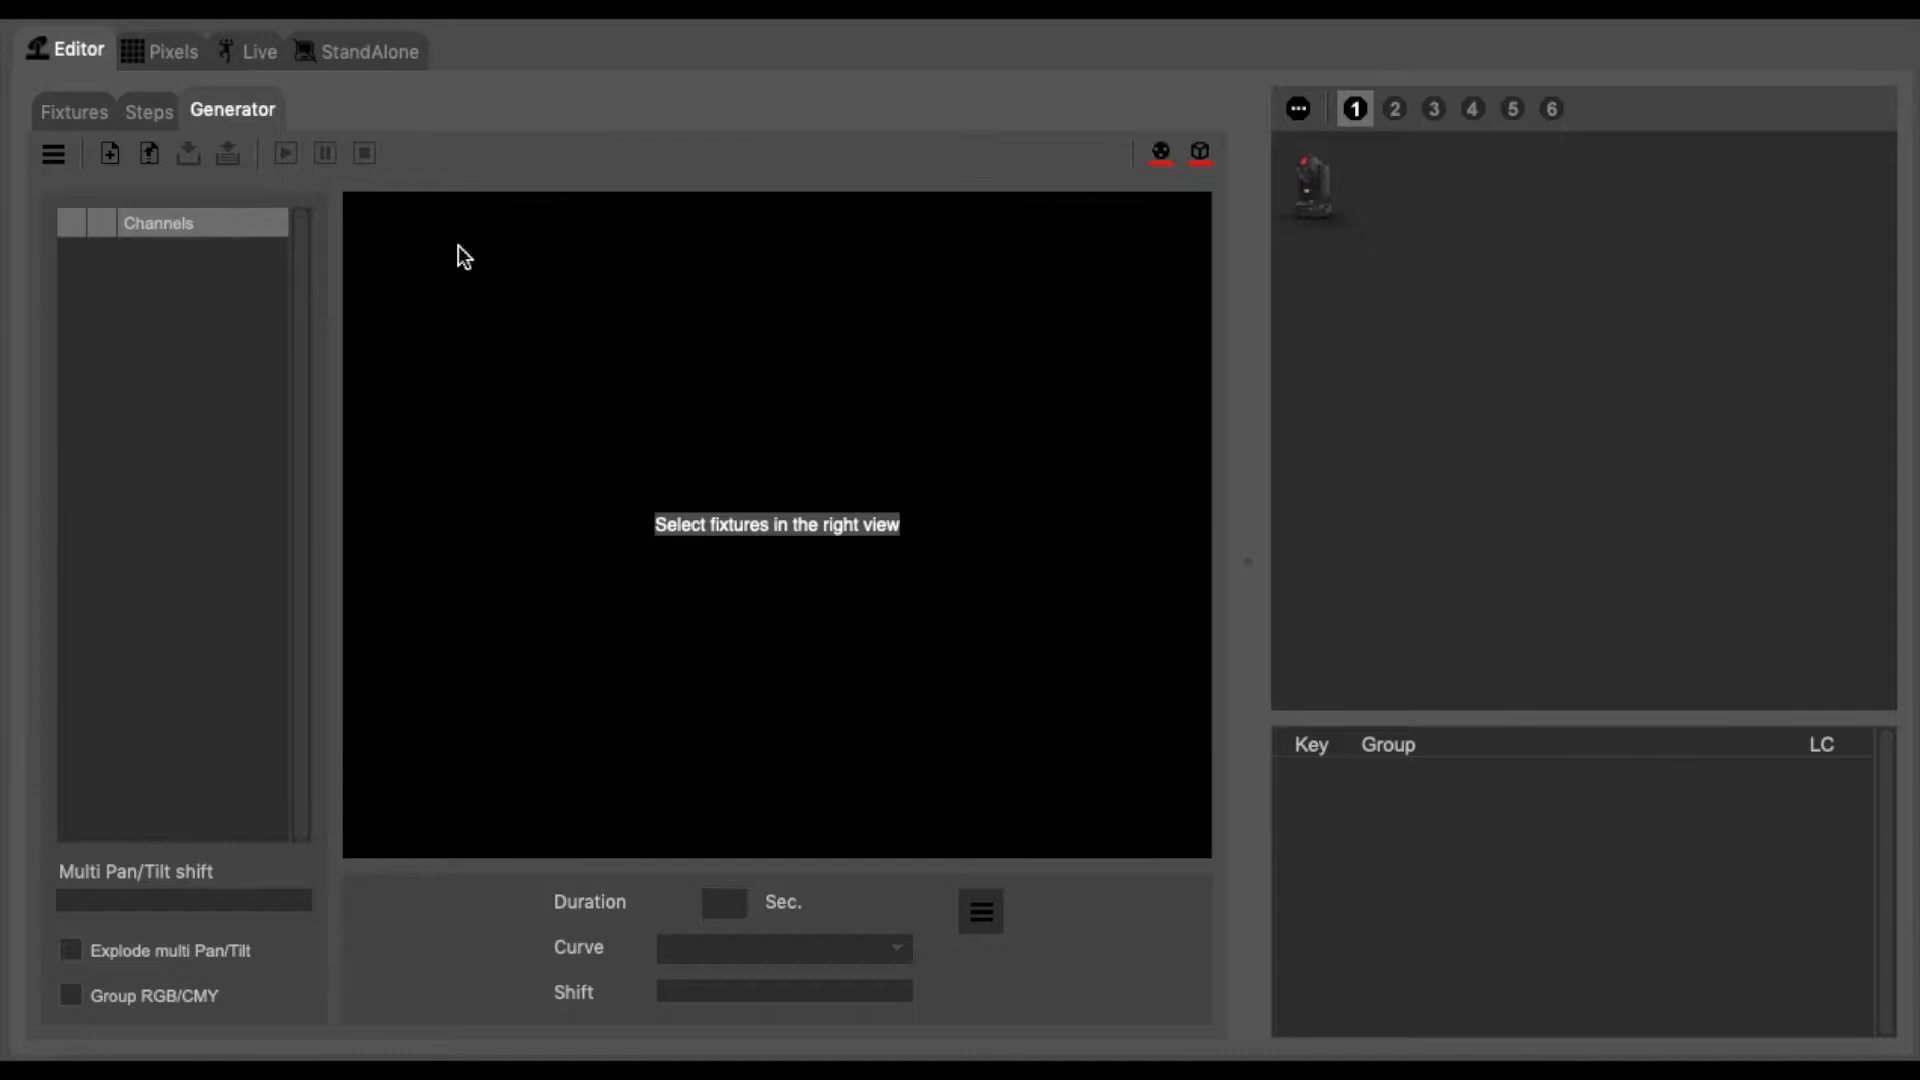 Editor Pixels Live StandAlone
Fixtures Steps Generator
1 2 3 4 5 6
Channels
Select fixtures in the right view
Key Group LC
Multi Pan/Tilt shift
Explode multi Pan/Tilt
Group RGB/CMY
Duration Sec.
Curve
Shift